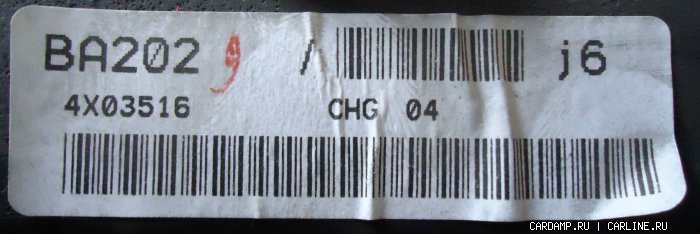 BA202 9 / j6
4X03516 CHG 04
CARDAMP.RU | CARLINE.RU